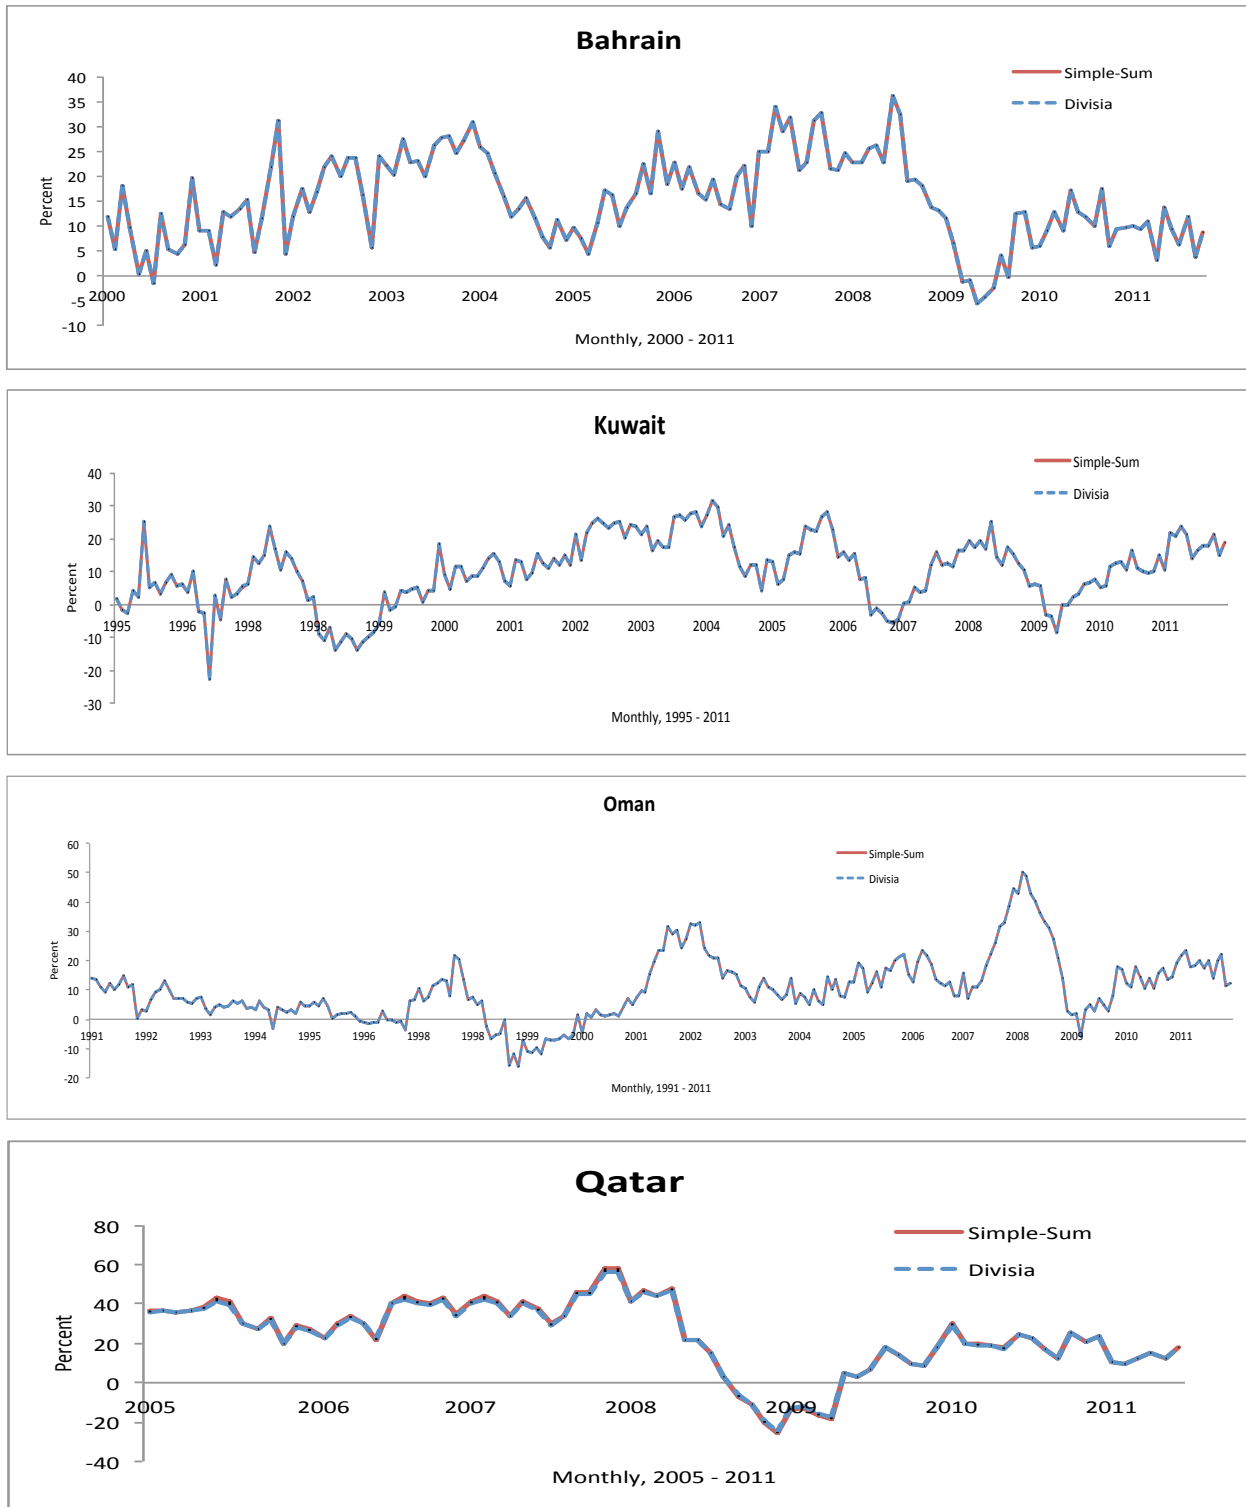 Bahrain
Simple-Sum
Divisia
Percent
40
35
30
25
20
15
10
5
0
-5
-10
2000 2001 2002 2003 2004 2005 2006 2007 2008 2009 2010 2011
Monthly, 2000 - 2011
Kuwait
Simple-Sum
Divisia
Percent
40
30
20
10
0
-10
-20
-30
1995 1996 1998 1998 1999 2000 2001 2002 2003 2004 2005 2006 2007 2008 2009 2010 2011
Monthly, 1995 - 2011
Oman
Simple-Sum
Divisia
Percent
60
50
40
30
20
10
0
-10
-20
1991 1992 1993 1994 1995 1996 1998 1998 1999 2000 2001 2002 2003 2004 2005 2006 2007 2008 2009 2010 2011
Monthly, 1991 - 2011
Qatar
Simple-Sum
Divisia
Percent
80
60
40
20
0
-20
-40
2005 2006 2007 2008 2009 2010 2011
Monthly, 2005 - 2011